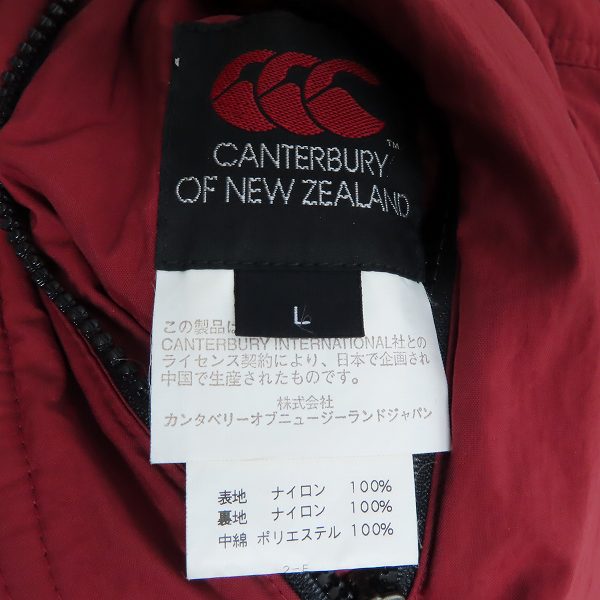 CANTERBURY TM
OF NEW ZEALAND
L
この製品は
CANTERBURY INTERNATIONAL社との
ライセンス契約により、日本で企画され
中国で生産されたものです。
株式会社
カンタベリーオブニュージーランドジャパン
表地 ナイロン 100%
裏地 ナイロン 100%
中綿 ポリエステル 100%